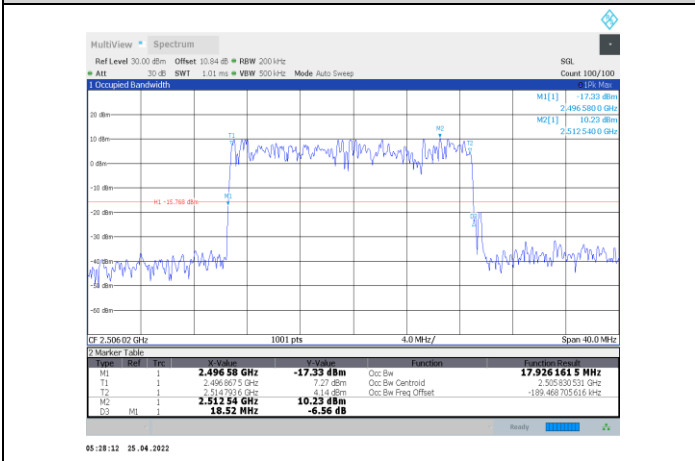 MultiView Spectrum
Ref Level 30.00 dBm Offset 10.84 dB RBW 200 kHz SGL
Att 30 dB SWT 1.01 ms VBW 500 kHz Mode Auto Sweep Count 100/100
1 Occupied Bandwidth 1Pk Max
M1[1] -17.33 dBm
2.496 580 0 GHz
M2[1] 10.23 dBm
2.512 540 0 GHz
20 dBm
M2
T1
T2
10 dBm
0 dBm
-10 dBm
M1
H1 -15.768 dBm
-20 dBm
D3
-30 dBm
-40 dBm
-50 dBm
-60 dBm
CF 2.506 02 GHz 1001 pts 4.0 MHz/ Span 40.0 MHz
2 Marker Table
Type Ref Trc X-Value Y-Value Function Function Result
M1 1 2.496 58 GHz -17.33 dBm Occ Bw 17.926 161 5 MHz
T1 1 2.496 867 5 GHz 7.27 dBm Occ Bw Centroid 2.505 830 531 GHz
T2 1 2.514 793 6 GHz 4.14 dBm Occ Bw Freq Offset -189.468 705 616 kHz
M2 1 2.512 54 GHz 10.23 dBm
D3 M1 1 18.52 MHz -6.56 dB
Ready
05:28:12 25.04.2022